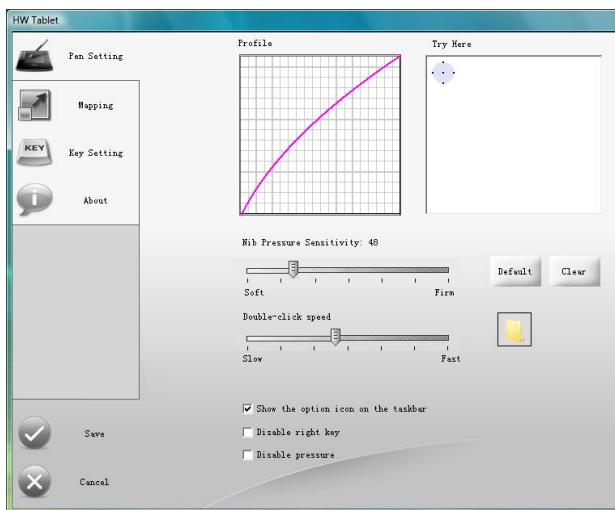 HW Tablet
Pen Setting
Mapping
KEY
Key Setting
i
About
Save
Cancel
Profile
Try Here
Nib Pressure Sensitivity: 48
Soft
Firm
Default
Clear
Double-click speed
Slow
Fast
Show the option icon on the taskbar
Disable right key
Disable pressure